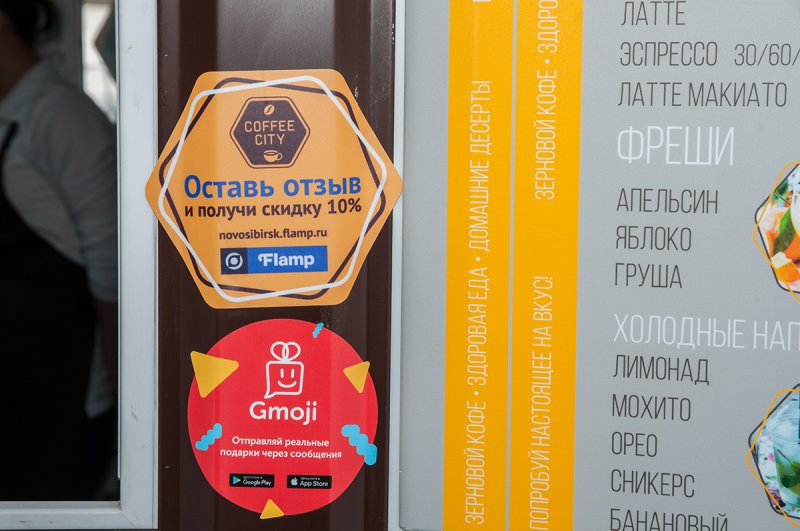 COFFEE
CITY
Оставь отзыв
и получи скидку 10%
novosibirsk.flamp.ru
Flamp
Gmoji
Отправляй реальные
подарки через сообщения
ДОСТУПНО В
Google Play
Загрузите в
App Store
ЗЕРНОВОЙ КОФЕ • ЗДОРОВАЯ ЕДА • ДОМАШНИЕ ДЕСЕРТЫ
ПОПРОБУЙ НАСТОЯЩЕЕ НА ВКУС!
ЗЕРНОВОЙ КОФЕ •
ЛАТТЕ
ЭСПРЕССО 30/60/
ЛАТТЕ МАКИАТО
ФРЕШИ
АПЕЛЬСИН
ЯБЛОКО
ГРУША
ХОЛОДНЫЕ НАП
ЛИМОНАД
МОХИТО
ОРЕО
СНИКЕРС
БАНАНОВЫЙ